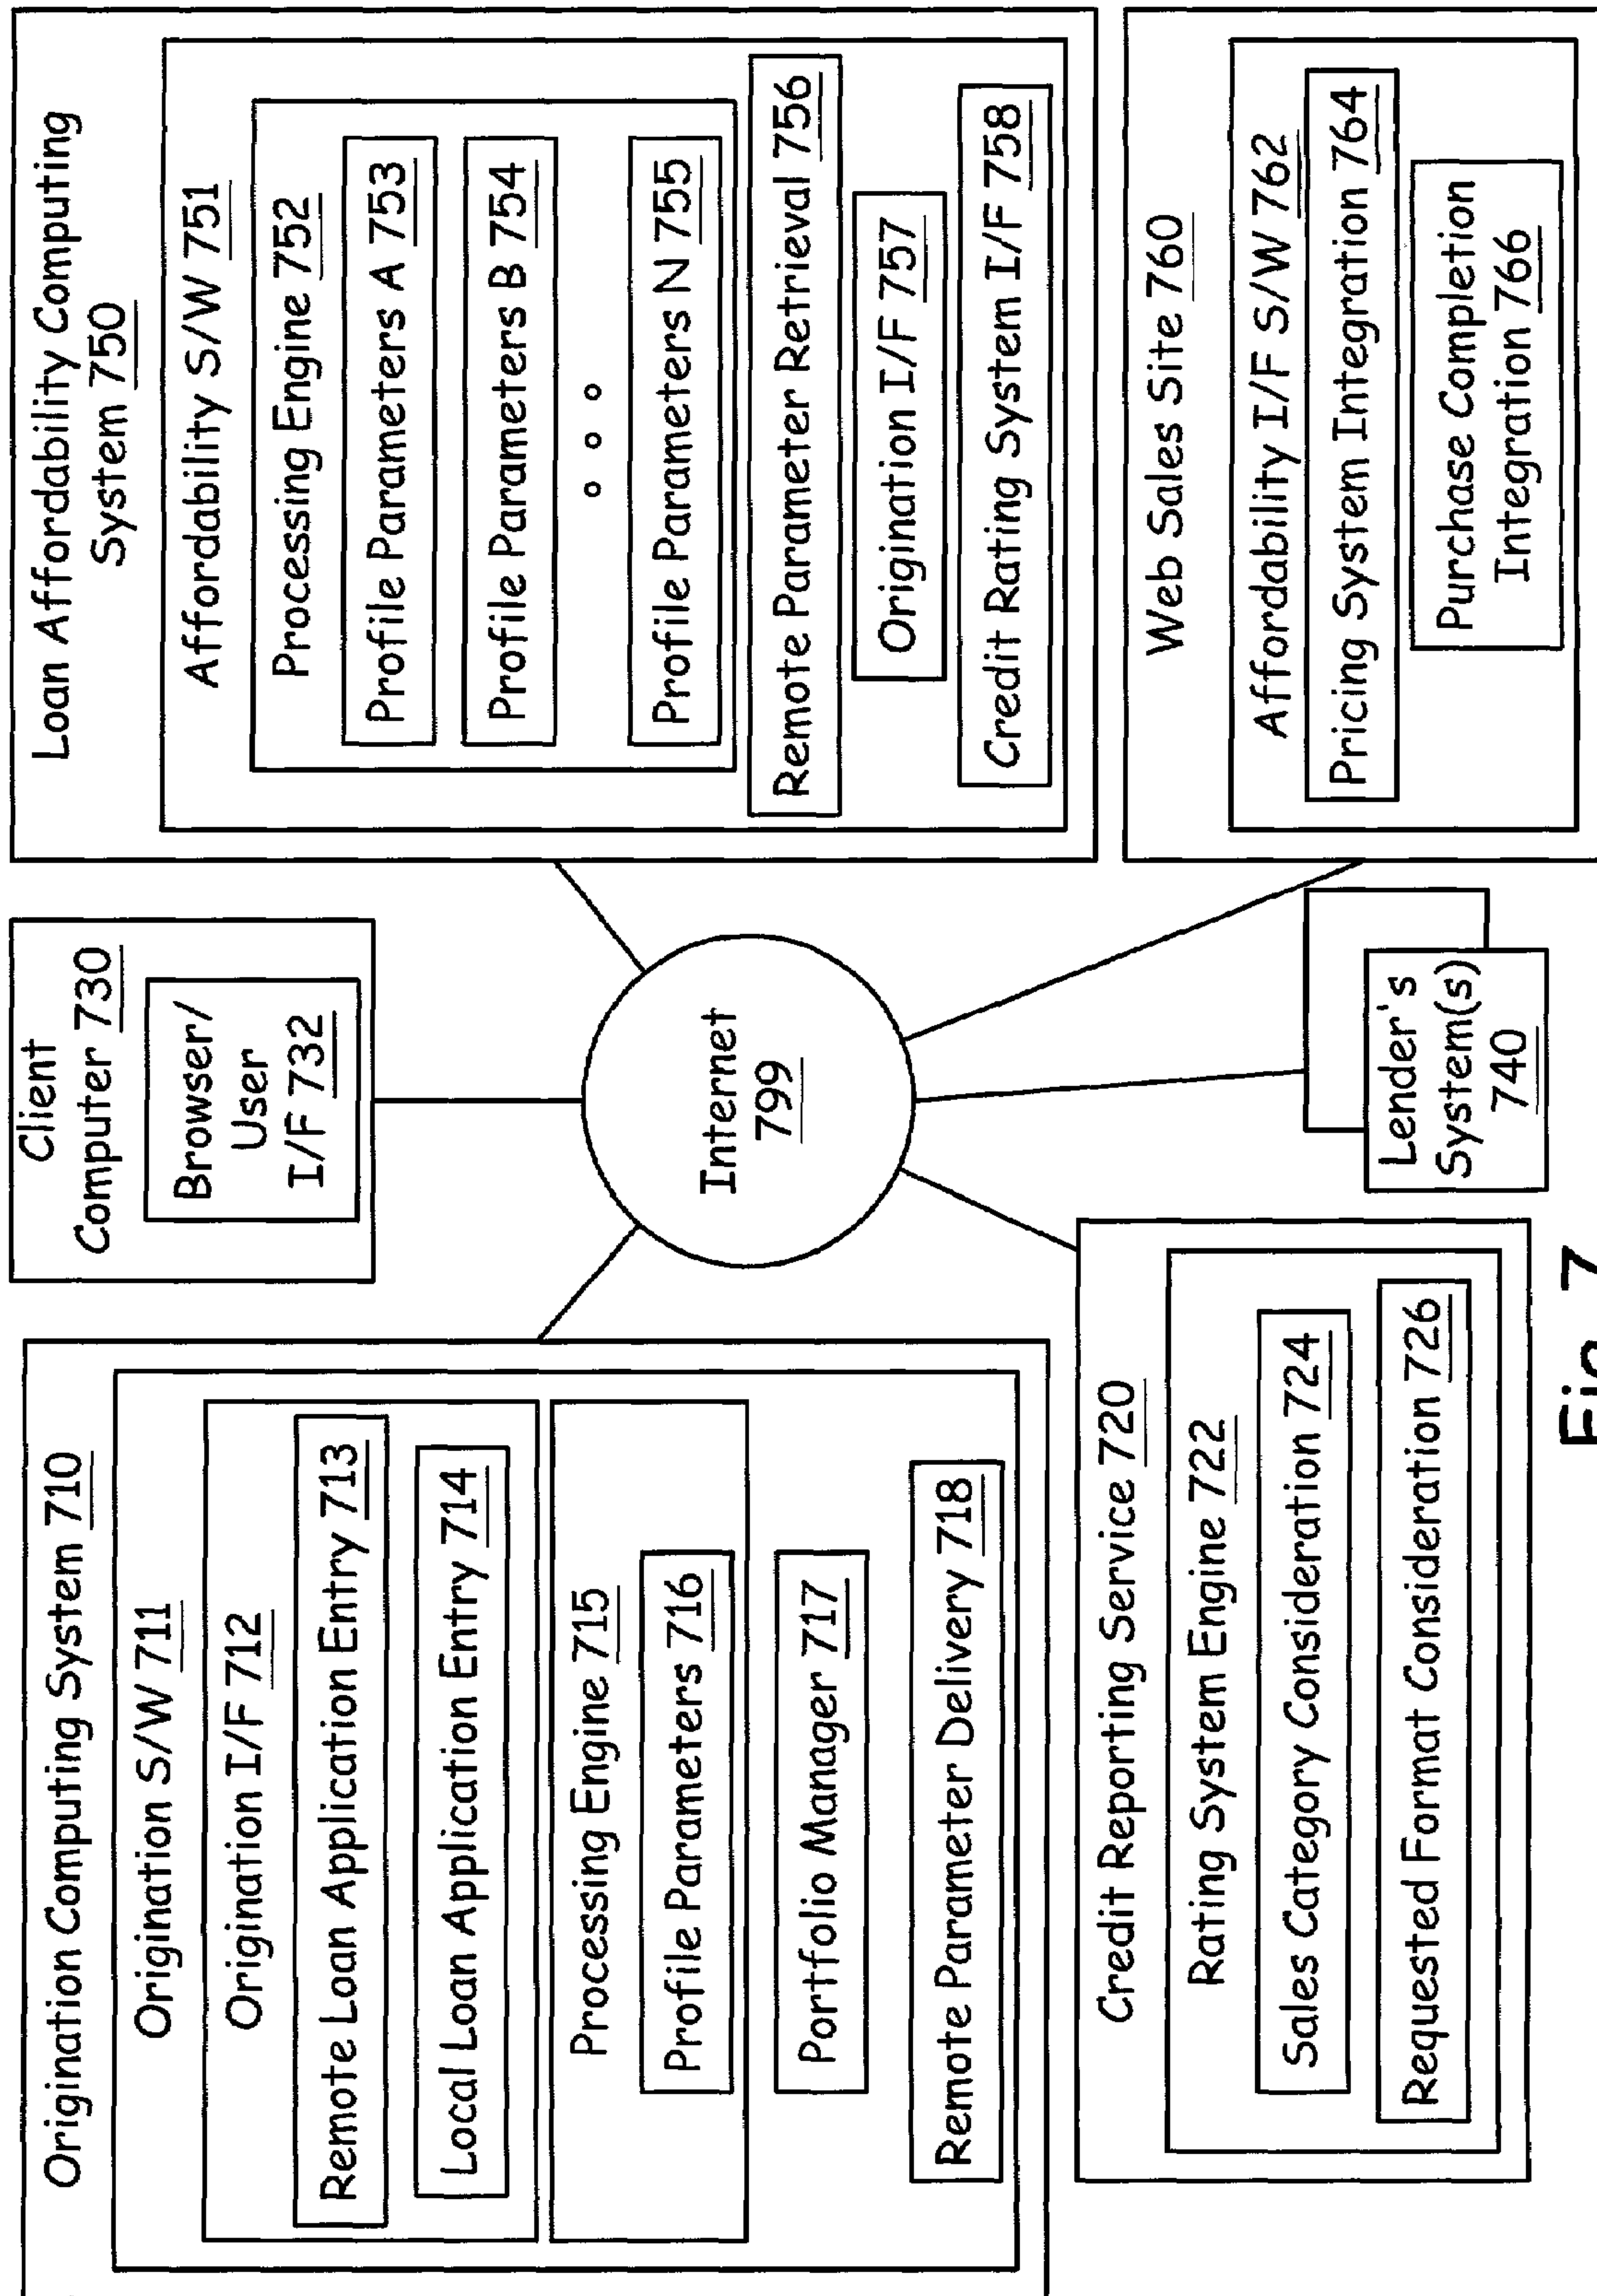 Origination Computing System 710
Origination S/W 711
Origination I/F 712
Remote Loan Application Entry 713
Local Loan Application Entry 714
Processing Engine 715
Profile Parameters 716
Portfolio Manager 717
Remote Parameter Delivery 718
Credit Reporting Service 720
Rating System Engine 722
Sales Category Consideration 724
Requested Format Consideration 726
Client
Computer 730
Browser/
User
I/F 732
Internet
799
Lender's
System(s)
740
Loan Affordability Computing
System 750
Affordability S/W 751
Processing Engine 752
Profile Parameters A 753
Profile Parameters B 754
Profile Parameters N 755
Remote Parameter Retrieval 756
Origination I/F 757
Credit Rating System I/F 758
Web Sales Site 760
Affordability I/F S/W 762
Pricing System Integration 764
Purchase Completion
Integration 766
Fig. 7